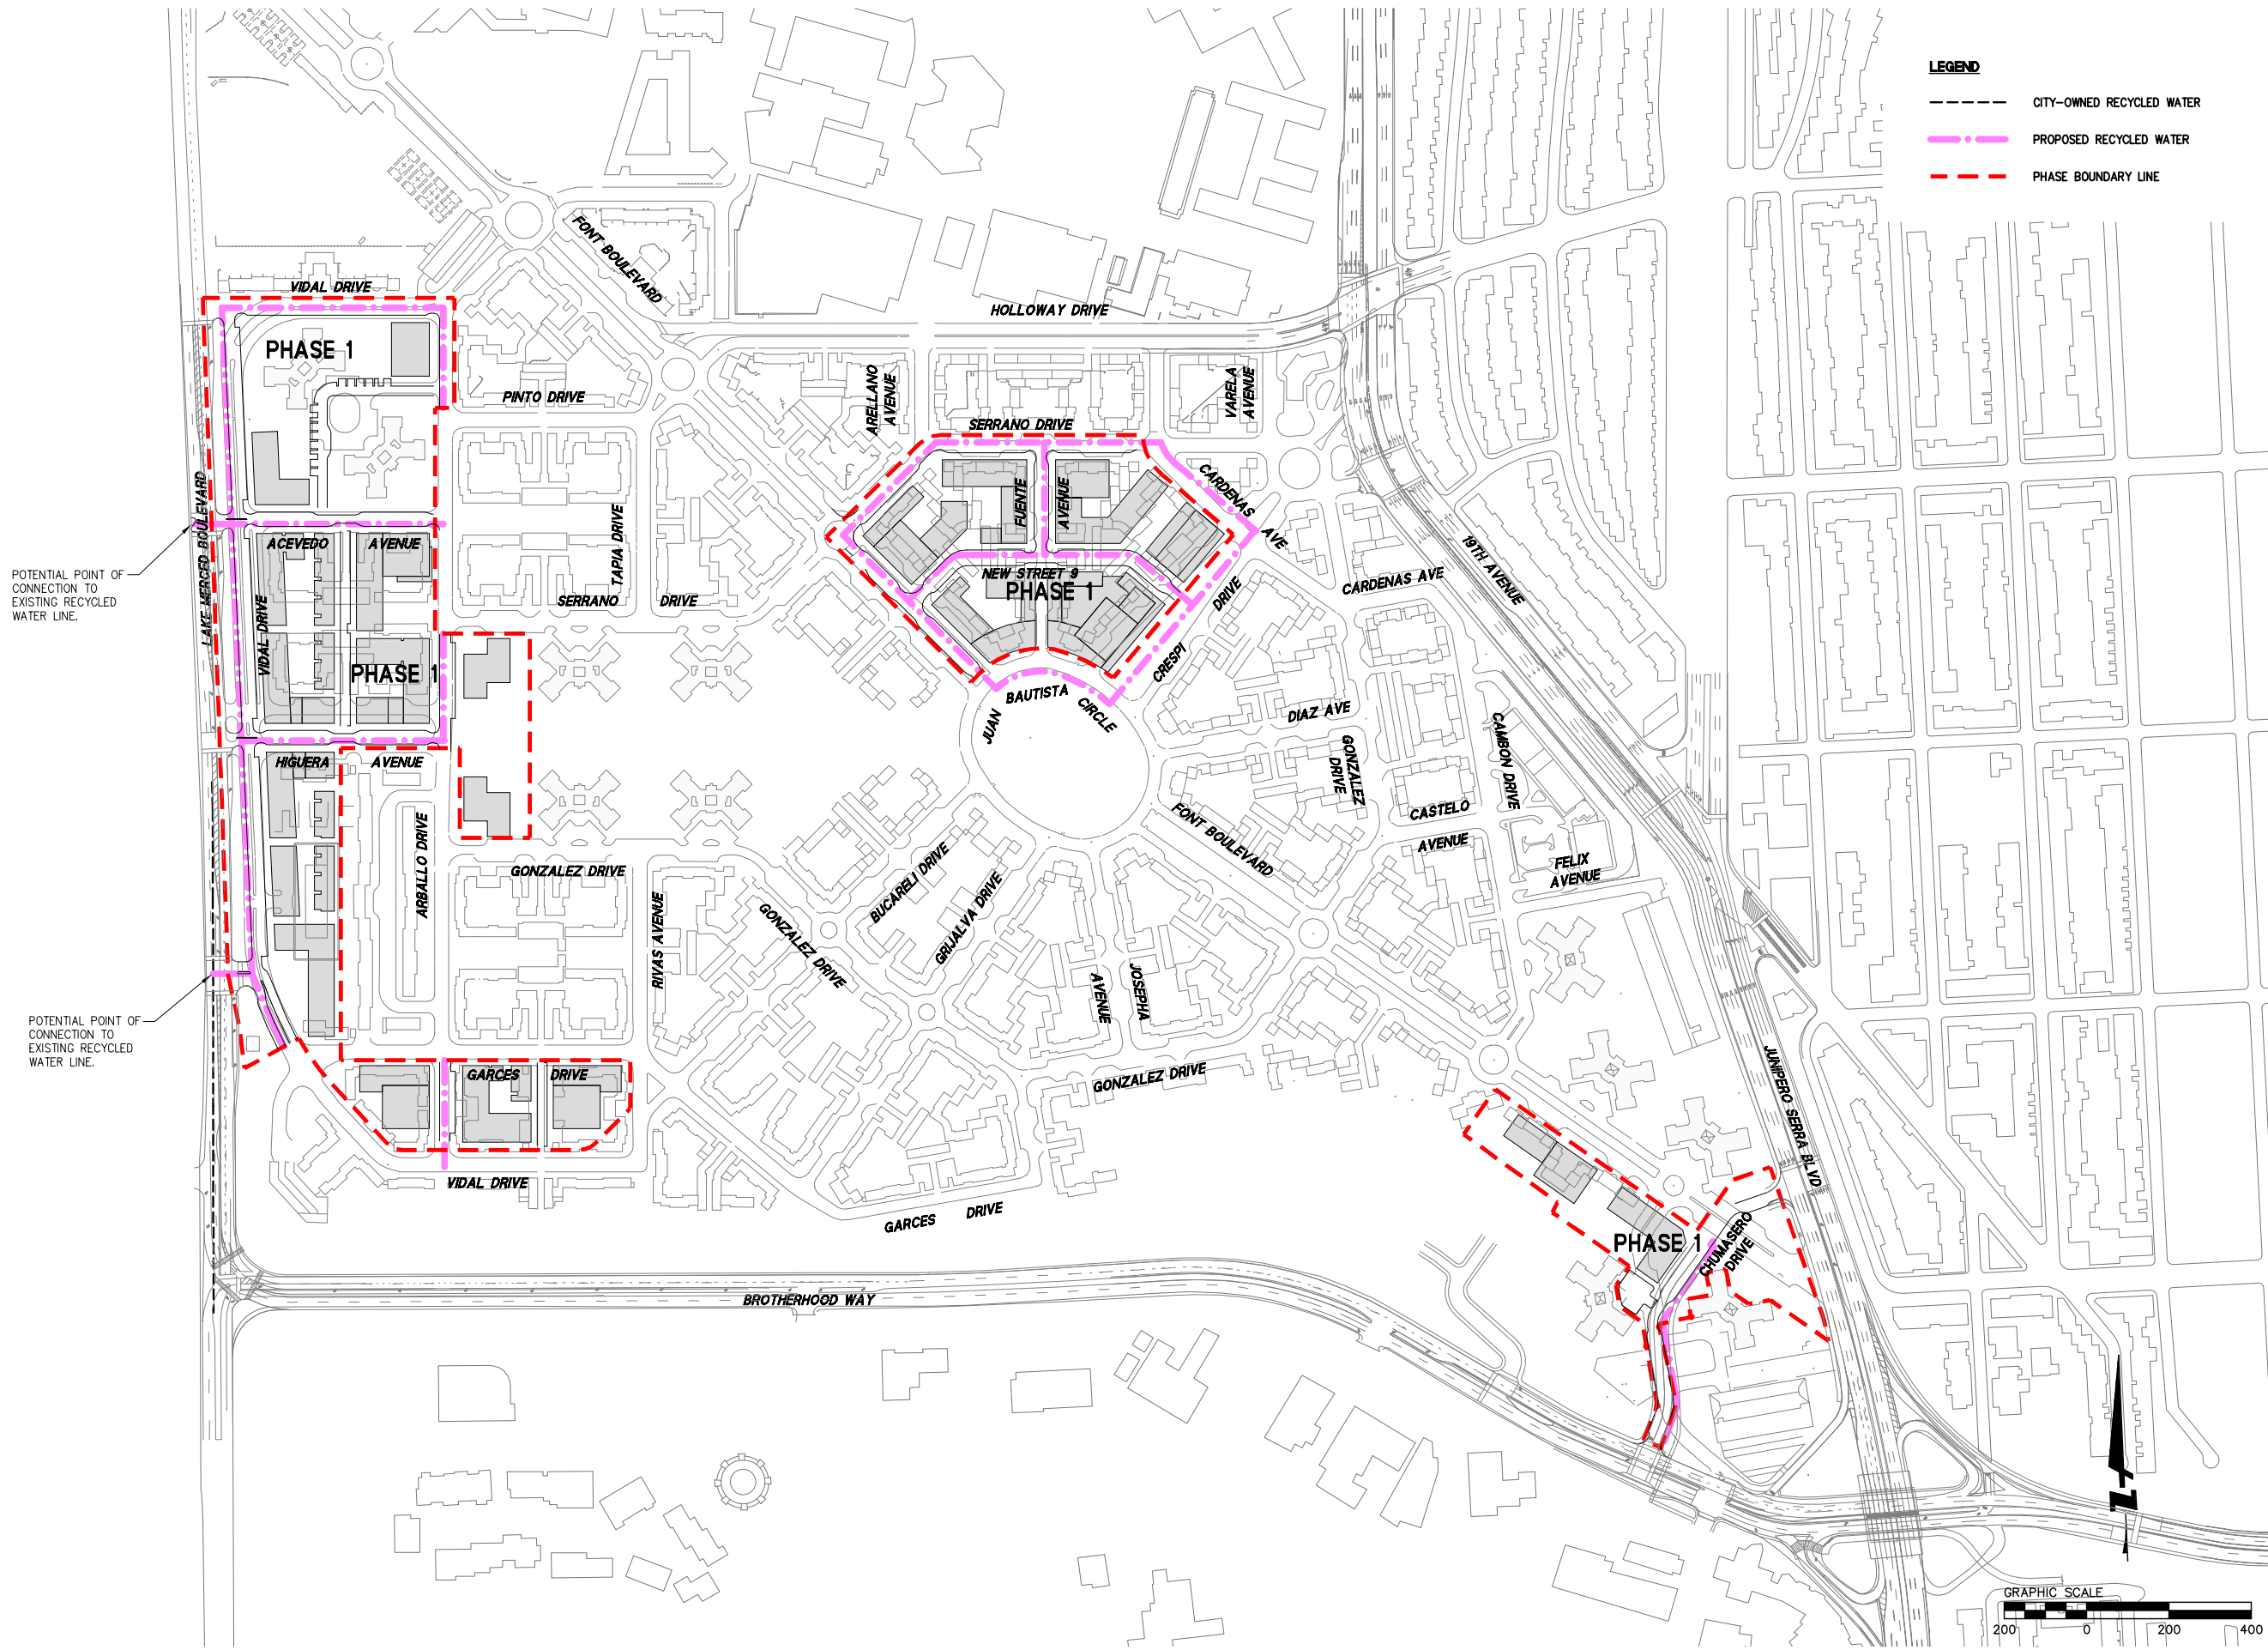 LEGEND
CITY-OWNED RECYCLED WATER
PROPOSED RECYCLED WATER
PHASE BOUNDARY LINE
FONT BOULEVARD
VIDAL DRIVE
HOLLOWAY DRIVE
PHASE 1
PINTO DRIVE
ARELLANO
AVENUE
VARELA
AVENUE
SERRANO DRIVE
LAKE MERCED BOULEVARD
CARDENAS AVE
FUENTE
AVENUE
TAPIA DRIVE
ACEVEDO AVENUE
19TH AVENUE
POTENTIAL POINT OF
CONNECTION TO
EXISTING RECYCLED
WATER LINE.
NEW STREET 9
PHASE 1
CARDENAS AVE
SERRANO DRIVE
VIDAL DRIVE
CRESPI DRIVE
PHASE 1
JUAN BAUTISTA CIRCLE
DIAZ AVE
GONZALEZ
DRIVE
CAMBON DRIVE
HIGUERA AVENUE
CASTELO
AVENUE
FONT BOULEVARD
ARBALLO DRIVE
FELIX
AVENUE
GONZALEZ DRIVE
BUCARELI DRIVE
GRIJALVA DRIVE
RIVAS AVENUE
GONZALEZ DRIVE
JOSEPHA
AVENUE
POTENTIAL POINT OF
CONNECTION TO
EXISTING RECYCLED
WATER LINE.
GARCES DRIVE
GONZALEZ DRIVE
JUNIPERO SERRA BLVD
VIDAL DRIVE
GARCES DRIVE
PHASE 1
CHUMASERO
DRIVE
BROTHERHOOD WAY
Z
GRAPHIC SCALE
200 0 200 400